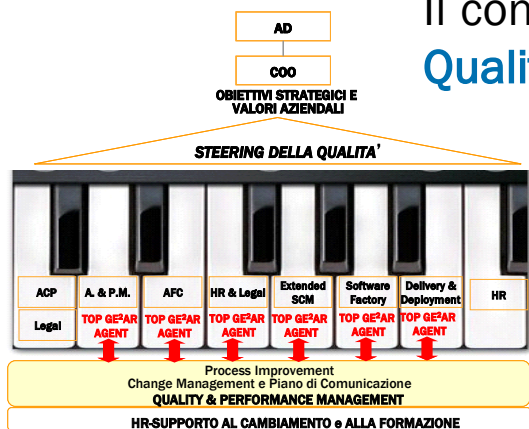 Il con
Qualit
AD
COO
OBIETTIVI STRATEGICI E
VALORI AZIENDALI
STEERING DELLA QUALITA'
ACP
Legal
A. & P.M.
TOP GE²AR
AGENT
AFC
TOP GE²AR
AGENT
HR & Legal
TOP GE²AR
AGENT
Extended
SCM
TOP GE²AR
AGENT
Software
Factory
TOP GE²AR
AGENT
Delivery &
Deployment
TOP GE²AR
AGENT
HR
Process Improvement
Change Management e Piano di Comunicazione
QUALITY & PERFORMANCE MANAGEMENT
HR-SUPPORTO AL CAMBIAMENTO e ALLA FORMAZIONE